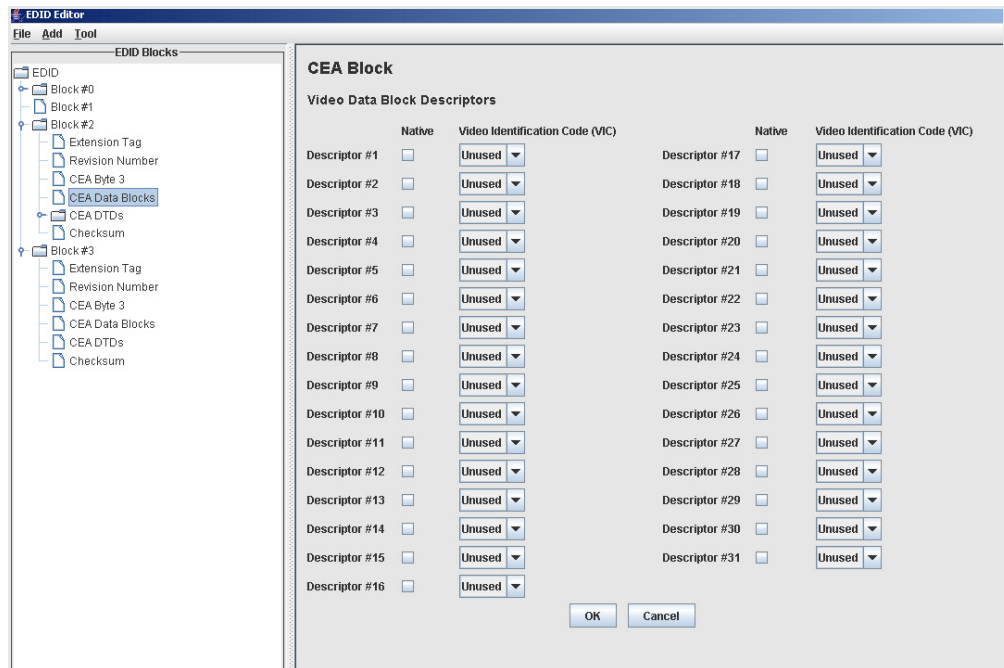 EDID Editor
File Add Tool
EDID Blocks
EDID
Block #0
Block #1
Block #2
Extension Tag
Revision Number
CEA Byte 3
CEA Data Blocks
CEA DTDs
Checksum
Block #3
Extension Tag
Revision Number
CEA Byte 3
CEA Data Blocks
CEA DTDs
Checksum
CEA Block
Video Data Block Descriptors
Native Video Identification Code (VIC) Native Video Identification Code (VIC)
Descriptor #1 Unused Descriptor #17 Unused
Descriptor #2 Unused Descriptor #18 Unused
Descriptor #3 Unused Descriptor #19 Unused
Descriptor #4 Unused Descriptor #20 Unused
Descriptor #5 Unused Descriptor #21 Unused
Descriptor #6 Unused Descriptor #22 Unused
Descriptor #7 Unused Descriptor #23 Unused
Descriptor #8 Unused Descriptor #24 Unused
Descriptor #9 Unused Descriptor #25 Unused
Descriptor #10 Unused Descriptor #26 Unused
Descriptor #11 Unused Descriptor #27 Unused
Descriptor #12 Unused Descriptor #28 Unused
Descriptor #13 Unused Descriptor #29 Unused
Descriptor #14 Unused Descriptor #30 Unused
Descriptor #15 Unused Descriptor #31 Unused
Descriptor #16 Unused
OK Cancel